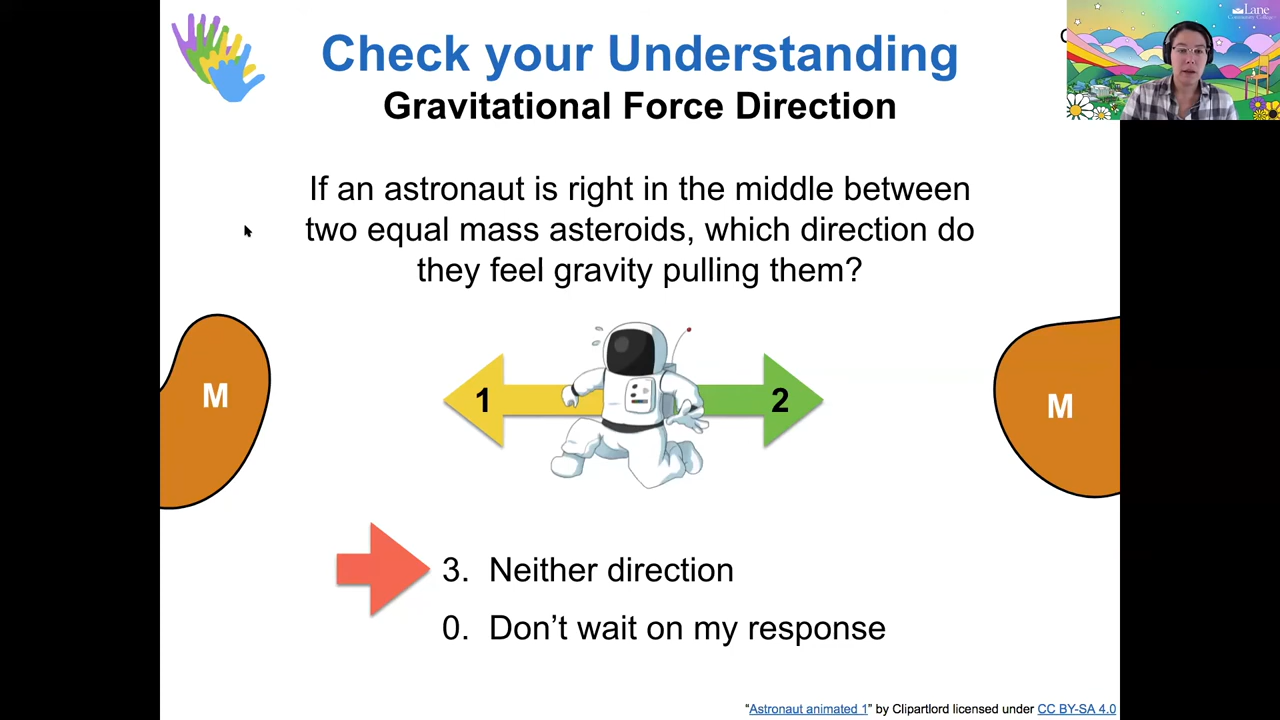 Check your Understanding
Gravitational Force Direction
Lane
Community College
If an astronaut is right in the middle between
two equal mass asteroids, which direction do
they feel gravity pulling them?
M
1
2
M
3. Neither direction
0. Don’t wait on my response
“Astronaut animated 1” by Clipartlord licensed under CC BY-SA 4.0